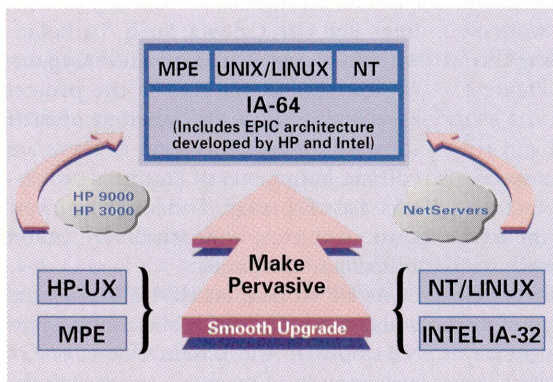 MPE
UNIX/LINUX
NT
IA-64
(Includes EPIC architecture
developed by HP and Intel)
HP 9000
HP 3000
NetServers
Make
Pervasive
Smooth Upgrade
HP-UX
MPE
NT/LINUX
INTEL IA-32